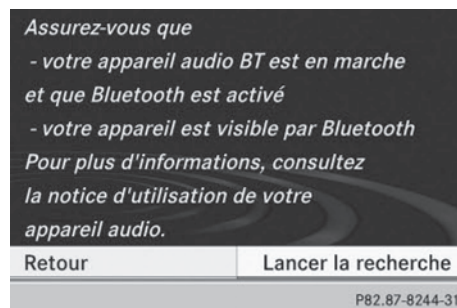 Assurez-vous que
- votre appareil audio BT est en marche
et que Bluetooth est activé
- votre appareil est visible par Bluetooth
Pour plus d'informations, consultez
la notice d'utilisation de votre
appareil audio.
Retour Lancer la recherche
P82.87-8244-31